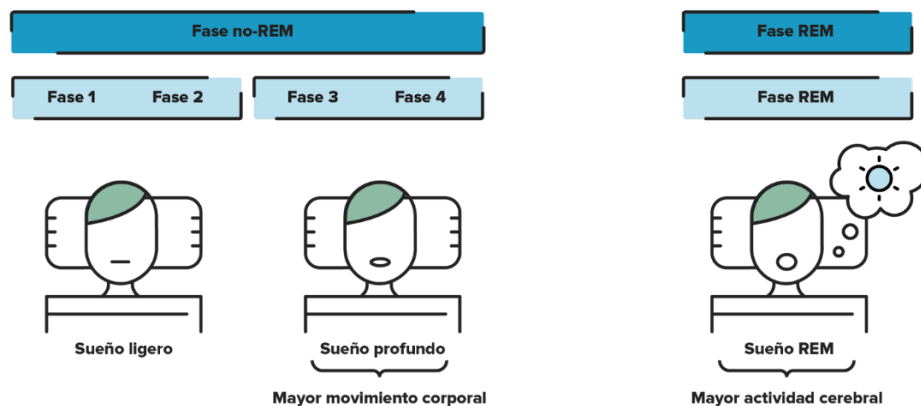 Fase no-REM
Fase REM
Fase 1
Fase 2
Fase 3
Fase 4
Fase REM
Sueño ligero
Sueño profundo
Sueño REM
Mayor movimiento corporal
Mayor actividad cerebral